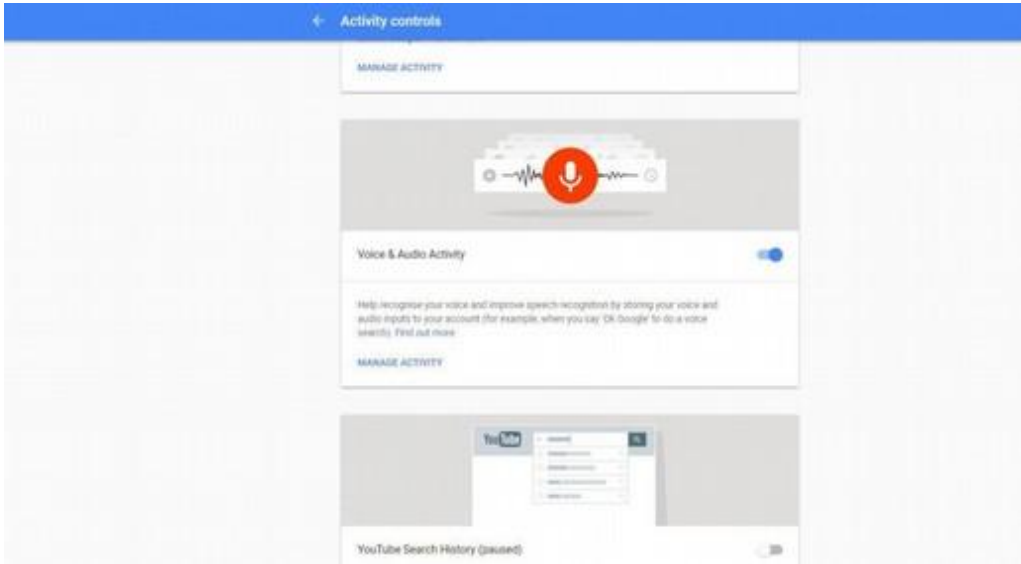 Activity controls
MANAGE ACTIVITY
Voice & Audio Activity
Help recognise your voice and improve speech recognition by storing your voice and
audio inputs to your account (for example, when you say 'Ok Google' to do a voice
search). Find out more
MANAGE ACTIVITY
YouTube
YouTube Search History (paused)